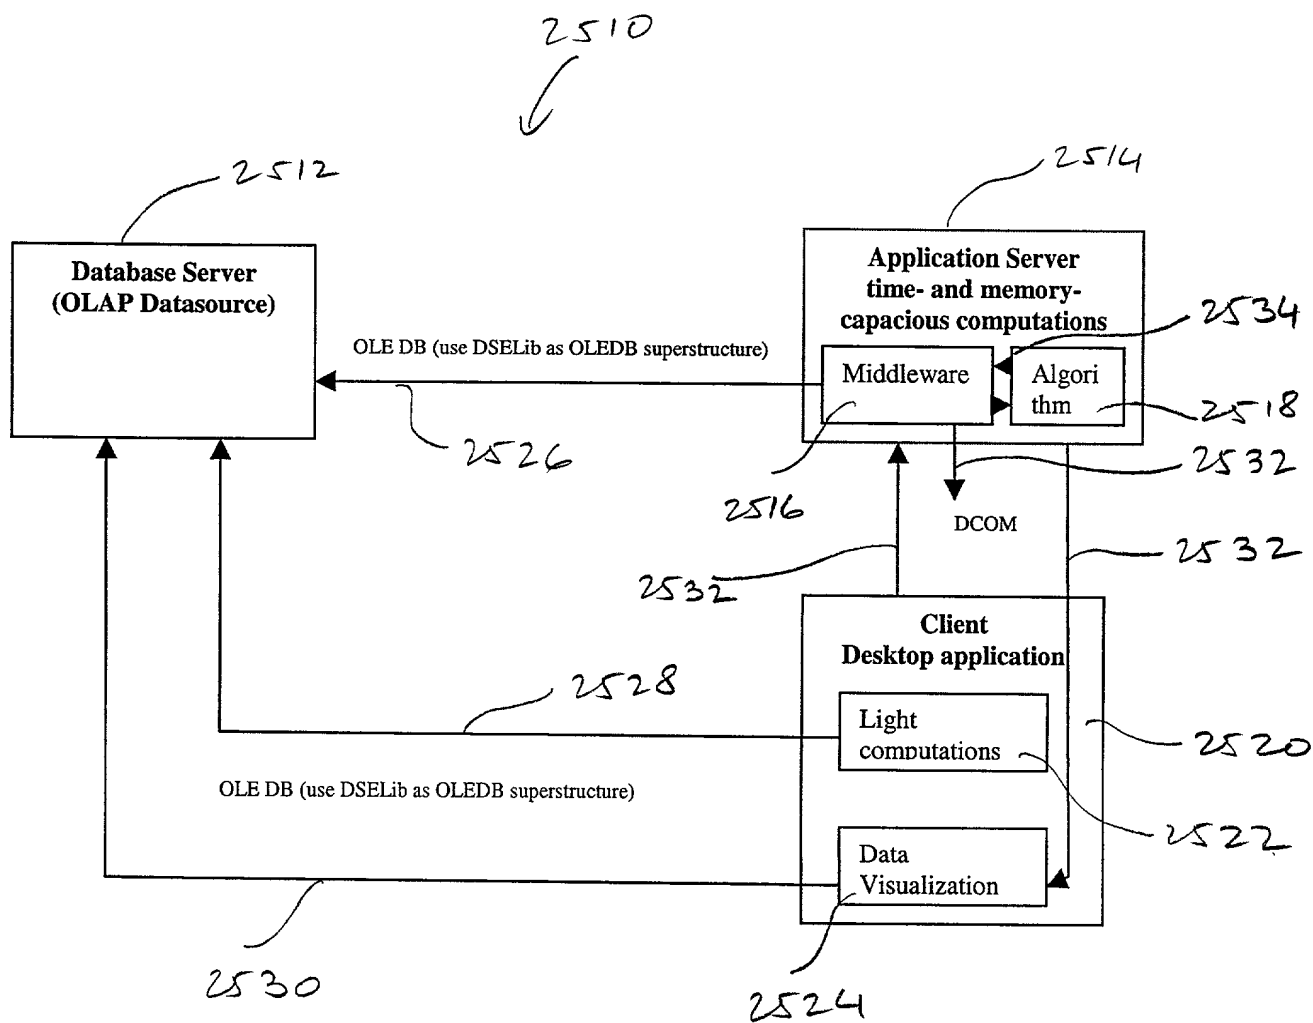 2510
2512
2514
Database Server
(OLAP Datasource)
Application Server
time- and memory-
capacious computations
2534
OLE DB (use DSELib as OLEDB superstructure)
Middleware
Algori
thm
2518
2526
2532
2516
DCOM
2532
2532
Client
Desktop application
2528
Light
computations
2520
OLE DB (use DSELib as OLEDB superstructure)
2522
Data
Visualization
2530
2524